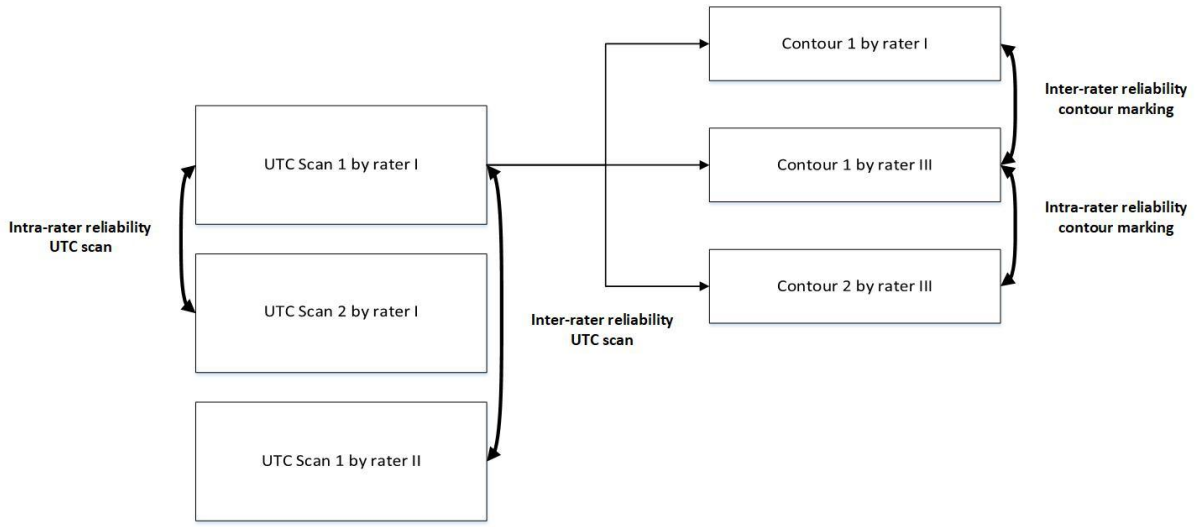 Contour 1 by rater I
Inter-rater reliability
contour marking
UTC Scan 1 by rater I
Contour 1 by rater III
Intra-rater reliability
UTC scan
Intra-rater reliability
contour marking
Contour 2 by rater III
UTC Scan 2 by rater I
Inter-rater reliability
UTC scan
UTC Scan 1 by rater II